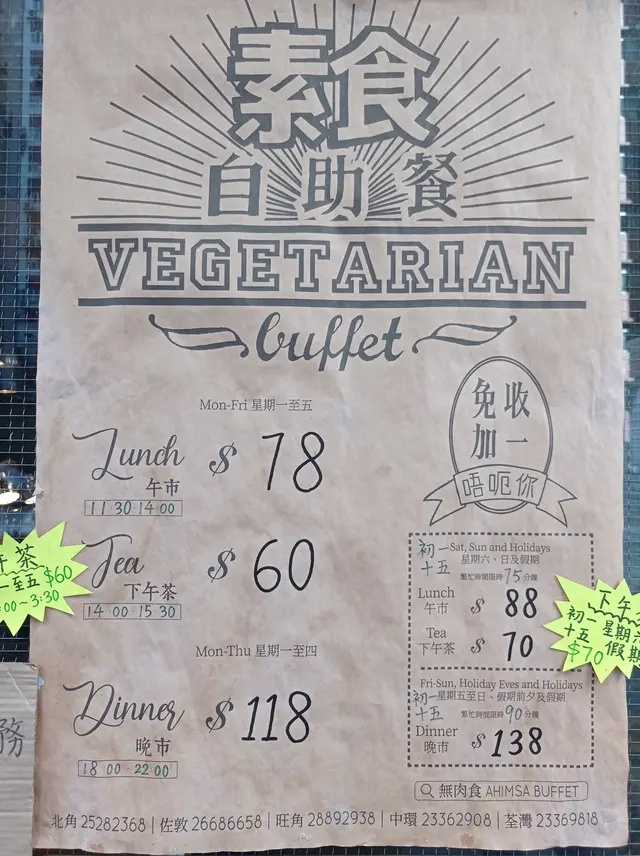 素食
自助餐
VEGETARIAN
buffet
Mon-Fri 星期一至五
Lunch $ 78
午市
11:30-14:00
免收
加一
唔呃你
Tea $ 60
下午茶
14:00-15:30
茶
一至五 $60
00~3:30
Mon-Thu 星期一至四
Dinner $ 118
晚市
18:00-22:00
初一 Sat, Sun and Holidays
十五 星期六、日及假期
繁忙時間限時75分鐘
Lunch
午市 $ 88
Tea
下午茶 $ 70
下午
初一 星期
十五 假期
$70
Fri-Sun, Holiday Eves and Holidays
初一 星期五至日、假期前夕及假期
十五 繁忙時間限時90分鐘
Dinner
晚市 $ 138
務
無肉食 AHIMSA BUFFET
北角 25282368 | 佐敦 26686658 | 旺角 28892938 | 中環 23362908 | 荃灣 23369818